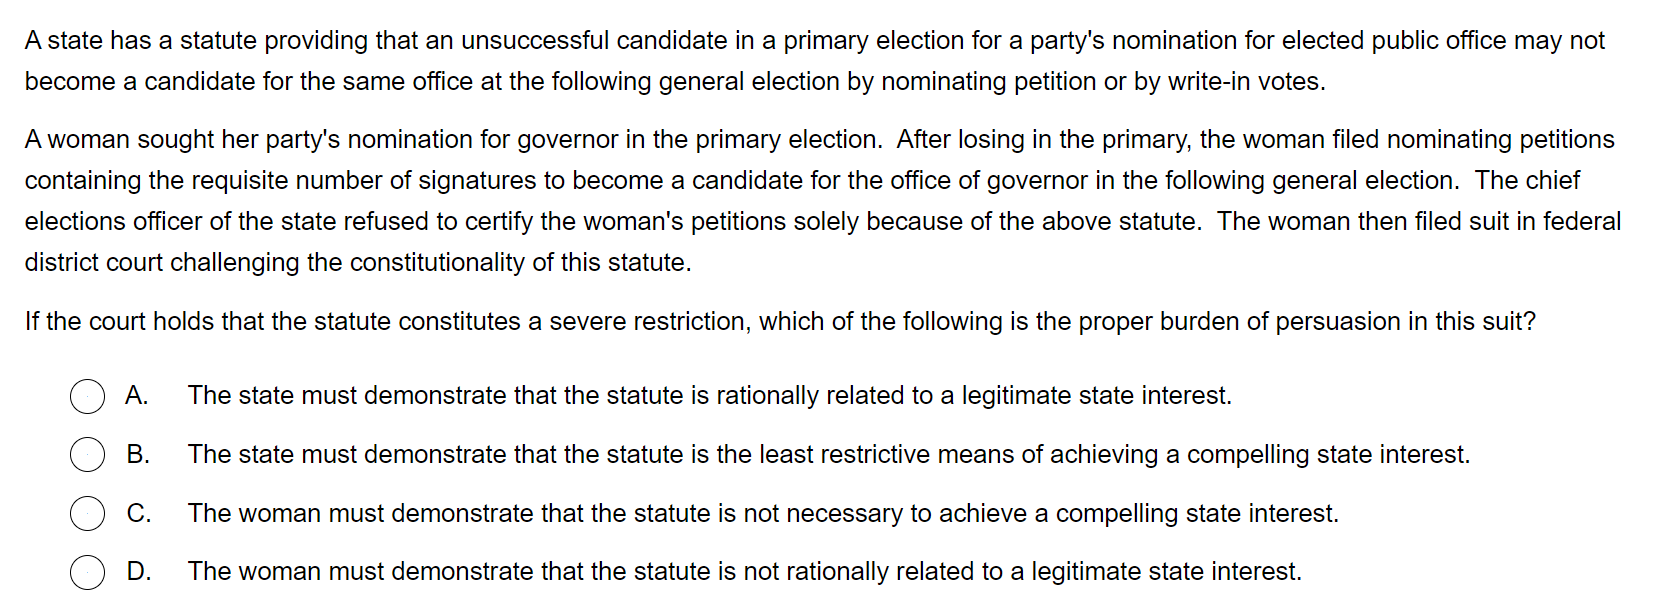 A state has a statute providing that an unsuccessful candidate in a primary election for a party's nomination for elected public office may not
become a candidate for the same office at the following general election by nominating petition or by write-in votes.
A woman sought her party's nomination for governor in the primary election.  After losing in the primary, the woman filed nominating petitions
containing the requisite number of signatures to become a candidate for the office of governor in the following general election.  The chief
elections officer of the state refused to certify the woman's petitions solely because of the above statute.  The woman then filed suit in federal
district court challenging the constitutionality of this statute.
If the court holds that the statute constitutes a severe restriction, which of the following is the proper burden of persuasion in this suit?
A. The state must demonstrate that the statute is rationally related to a legitimate state interest.
B. The state must demonstrate that the statute is the least restrictive means of achieving a compelling state interest.
C. The woman must demonstrate that the statute is not necessary to achieve a compelling state interest.
D. The woman must demonstrate that the statute is not rationally related to a legitimate state interest.